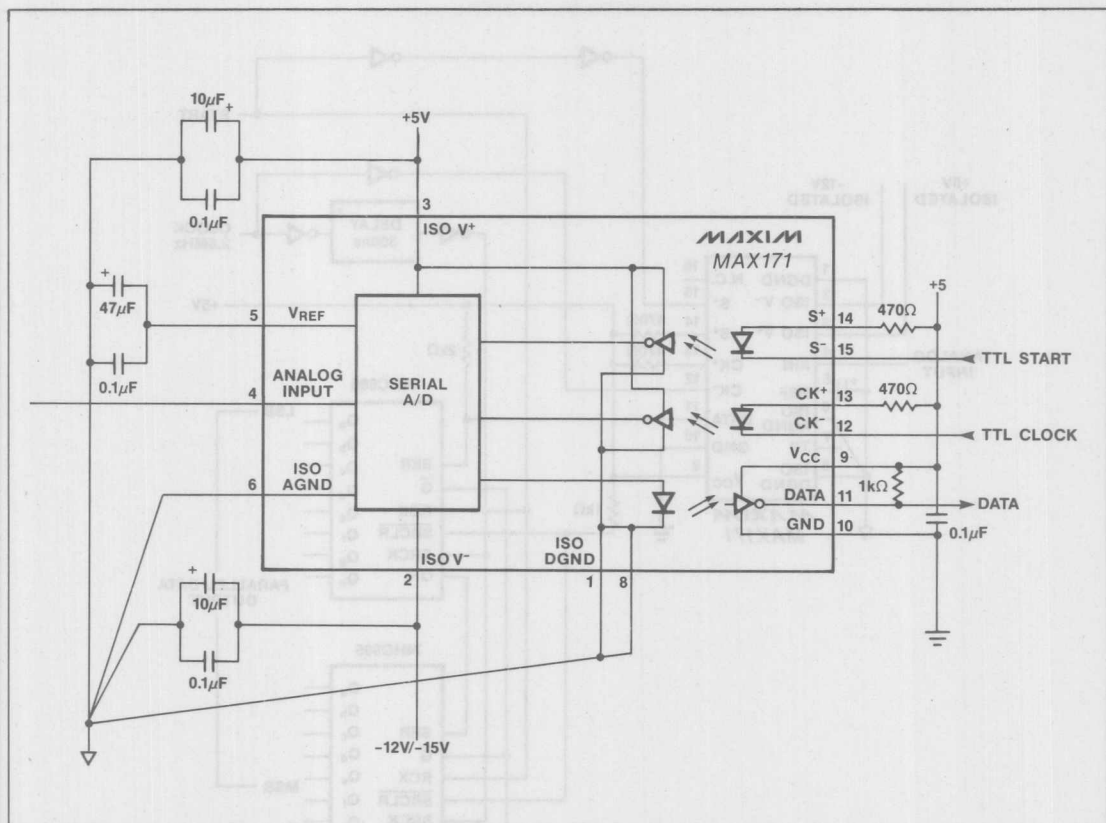 10µF +
+5V
0.1µF
3
ISO V+
MAXIM
MAX171
+
47µF
5
VREF
0.1µF
ANALOG
INPUT
4
SERIAL
A/D
ISO
AGND
6
ISO V-
2
ISO
DGND
1
8
+
10µF
0.1µF
-12V/-15V
+5
S+
14
470Ω
S-
15
TTL START
CK+
13
470Ω
CK-
12
TTL CLOCK
VCC
9
1kΩ
DATA
11
DATA
GND
10
0.1µF